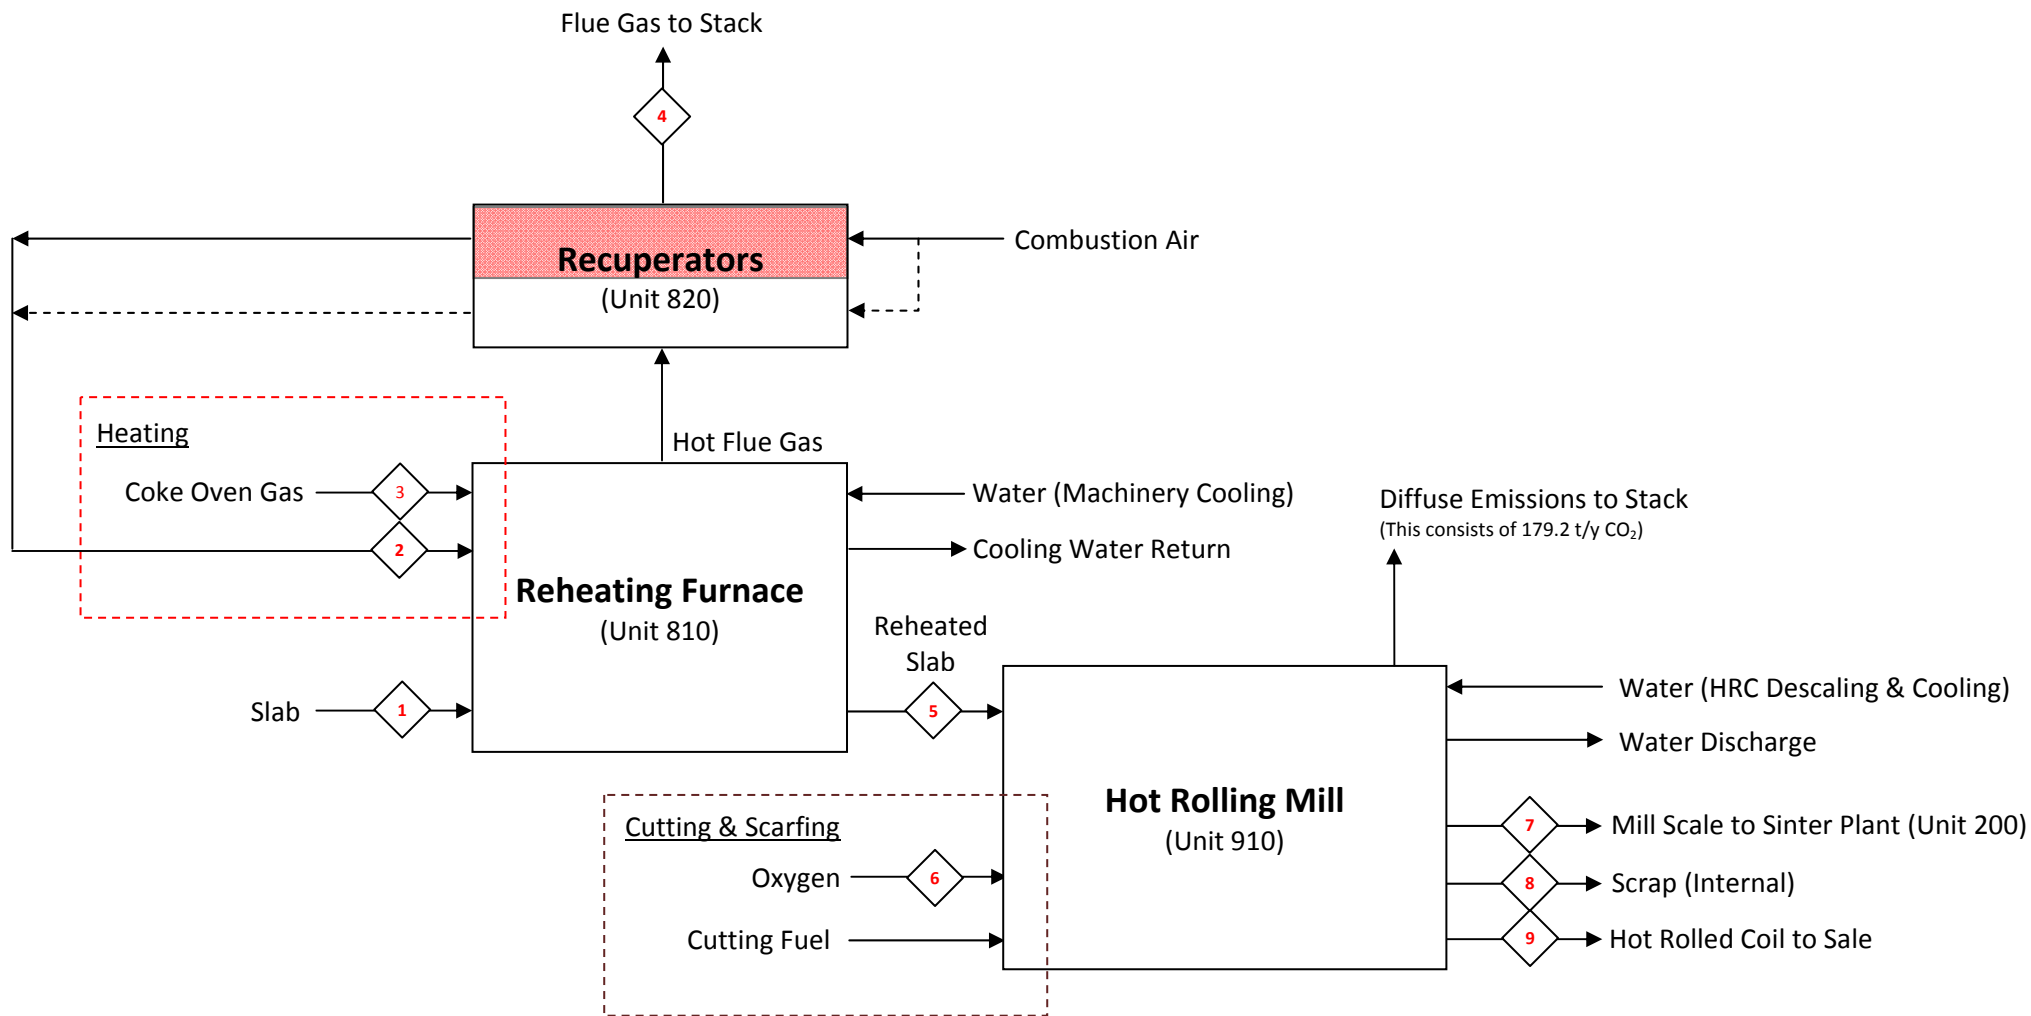 Flue Gas to Stack
4
Recuperators
(Unit 820)
Combustion Air
Heating
Hot Flue Gas
Coke Oven Gas
3
2
Water (Machinery Cooling)
Cooling Water Return
Diffuse Emissions to Stack
(This consists of 179.2 t/y CO₂)
Reheating Furnace
(Unit 810)
Reheated
Slab
Slab
1
5
Water (HRC Descaling & Cooling)
Water Discharge
Hot Rolling Mill
(Unit 910)
Cutting & Scarfing
Oxygen
6
Cutting Fuel
7
Mill Scale to Sinter Plant (Unit 200)
8
Scrap (Internal)
9
Hot Rolled Coil to Sale